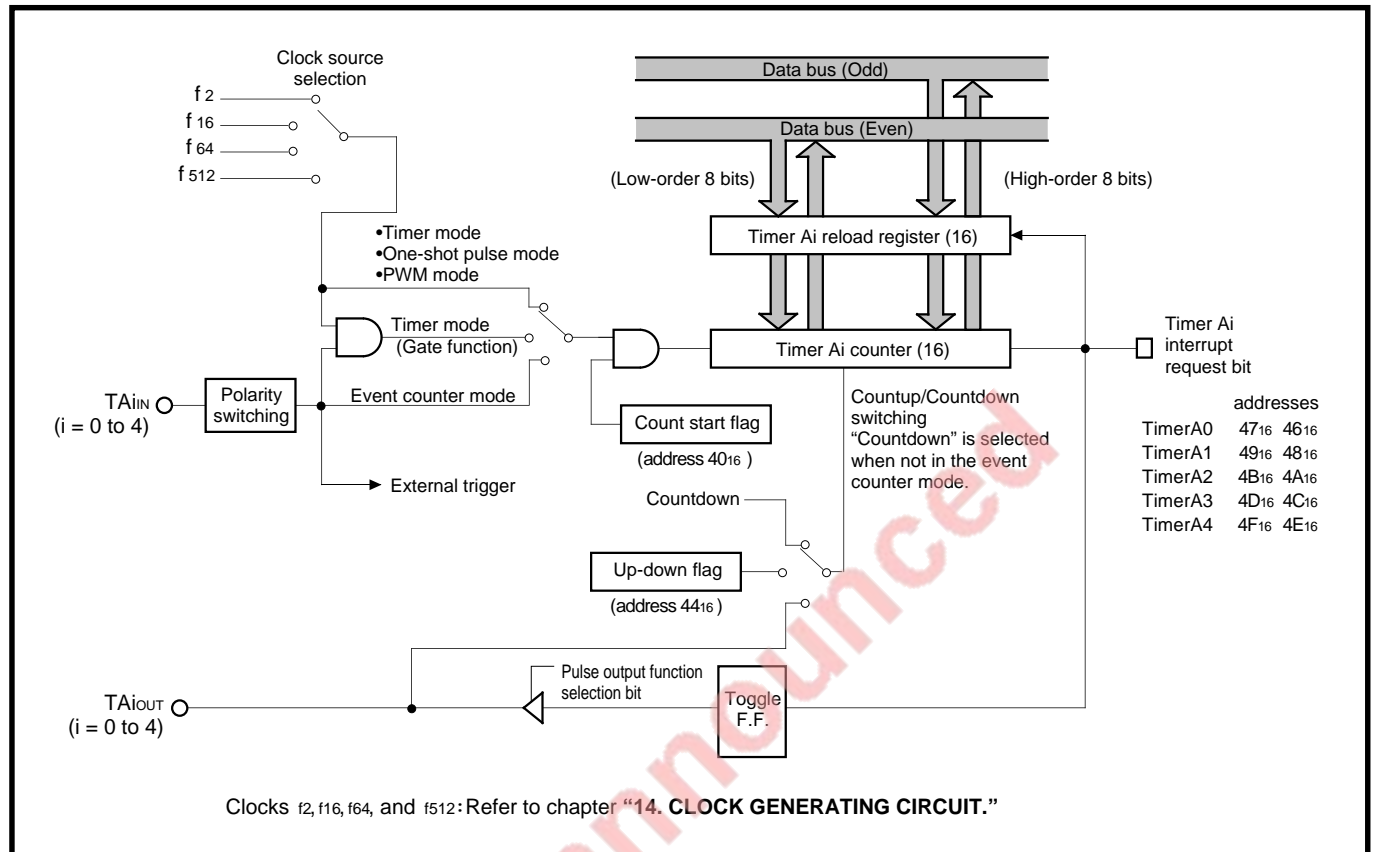 Clock source
selection
f 2
f 16
f 64
f 512
Data bus (Odd)
Data bus (Even)
(Low-order 8 bits)
(High-order 8 bits)
•Timer mode
•One-shot pulse mode
•PWM mode
Timer Ai reload register (16)
Timer mode
(Gate function)
Timer Ai counter (16)
Timer Ai
interrupt
request bit
TAiIN
(i = 0 to 4)
Polarity
switching
Event counter mode
Count start flag
(address 4016 )
Countup/Countdown
switching
“Countdown” is selected
when not in the event
counter mode.
addresses
TimerA0 4716 4616
TimerA1 4916 4816
TimerA2 4B16 4A16
TimerA3 4D16 4C16
TimerA4 4F16 4E16
External trigger
Countdown
Up-down flag
(address 4416 )
Pulse output function
selection bit
Toggle
F.F.
TAiOUT
(i = 0 to 4)
Clocks f2, f16, f64, and f512: Refer to chapter “14. CLOCK GENERATING CIRCUIT.”
nnounced